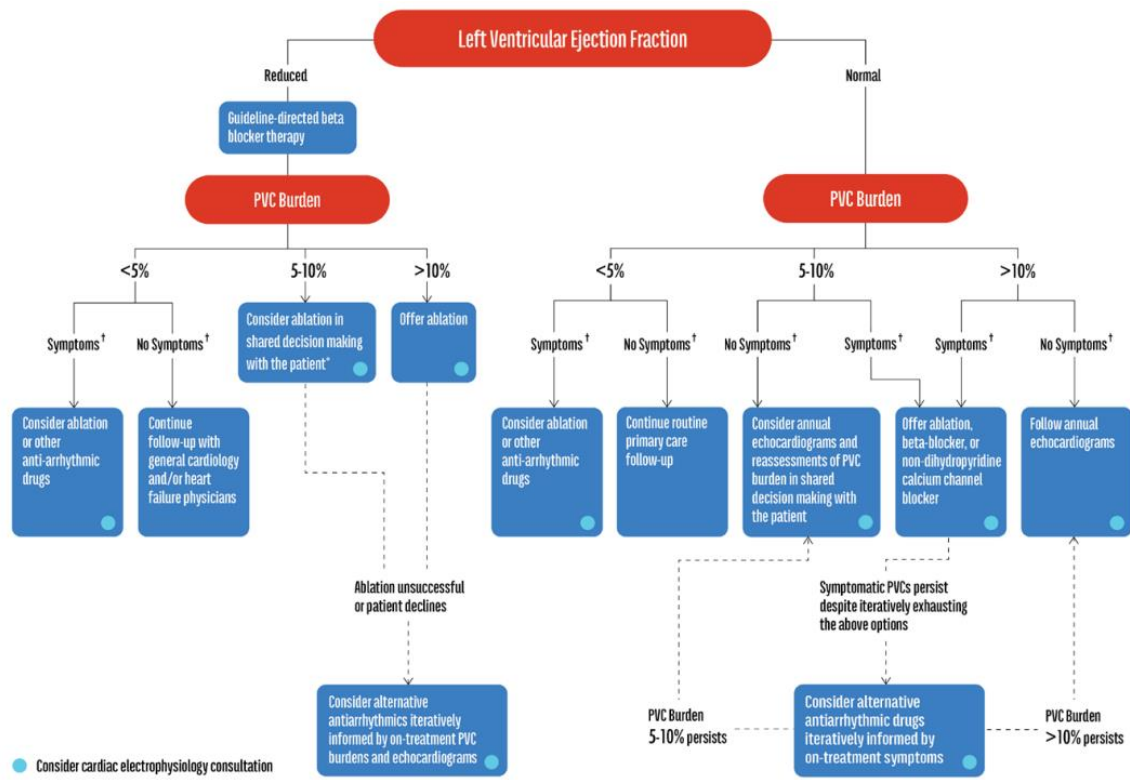 Left Ventricular Ejection Fraction
Reduced
Normal
Guideline-directed beta
blocker therapy
PVC Burden
PVC Burden
<5%
5-10%
>10%
<5%
5-10%
>10%
Consider ablation in
shared decision making
with the patient*
Offer ablation
Symptoms†
No Symptoms†
Symptoms†
No Symptoms†
No Symptoms†
Symptoms†
Symptoms†
No Symptoms†
Consider ablation
or other
anti-arrhythmic
drugs
Continue
follow-up with
general cardiology
and/or heart
failure physicians
Consider ablation
or other
anti-arrhythmic
drugs
Continue routine
primary care
follow-up
Consider annual
echocardiograms and
reassessments of PVC
burden in shared
decision making with
the patient
Offer ablation,
beta-blocker, or
non-dihydropyridine
calcium channel
blocker
Follow annual
echocardiograms
Ablation unsuccessful
or patient declines
Symptomatic PVCs persist
despite iteratively exhausting
the above options
Consider alternative
antiarrhythmics iteratively
informed by on-treatment PVC
burdens and echocardiograms
PVC Burden
5-10% persists
Consider alternative
antiarrhythmic drugs
iteratively informed by
on-treatment symptoms
PVC Burden
>10% persists
Consider cardiac electrophysiology consultation